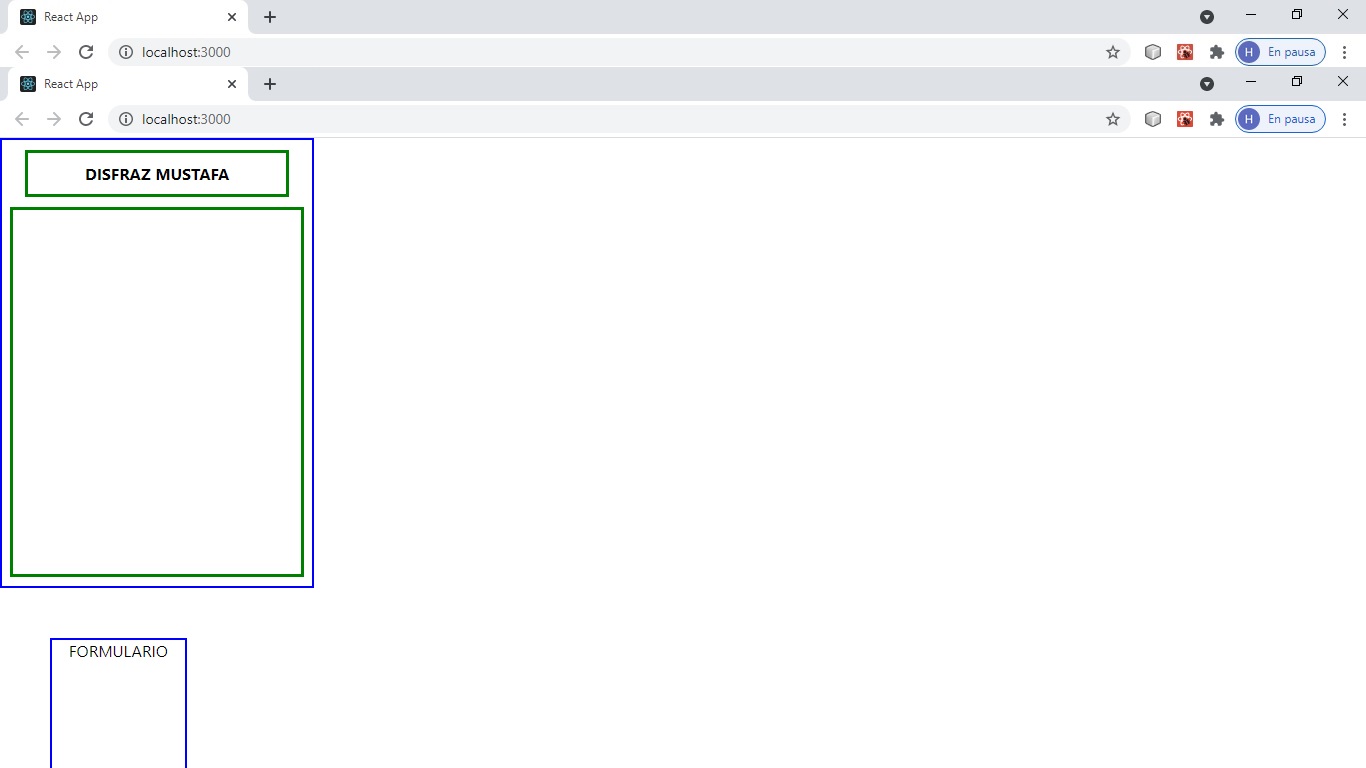 React App
localhost:3000
H
En pausa
React App
localhost:3000
H
En pausa
DISFRAZ MUSTAFA
FORMULARIO